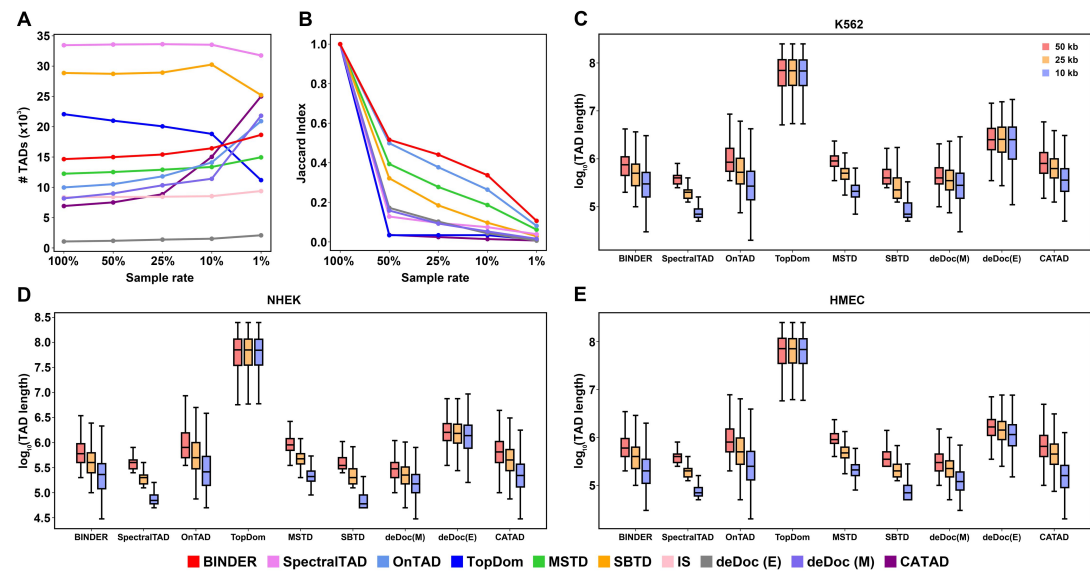 A
35
30
25
20
15
10
5
0
# TADs (x10³)
100% 50% 25% 10% 1%
Sample rate
B
1.0
0.8
0.6
0.4
0.2
0.0
Jaccard Index
100% 50% 25% 10% 1%
Sample rate
C
K562
8
7
6
5
log₁₀(TAD length)
50 kb
25 kb
10 kb
BINDER SpectralTAD OnTAD TopDom MSTD SBTD deDoc(M) deDoc(E) CATAD
D
NHEK
8.5
8.0
7.5
7.0
6.5
6.0
5.5
5.0
4.5
log₁₀(TAD length)
BINDER SpectralTAD OnTAD TopDom MSTD SBTD deDoc(M) deDoc(E) CATAD
E
HMEC
8
7
6
5
log₁₀(TAD length)
BINDER SpectralTAD OnTAD TopDom MSTD SBTD deDoc(M) deDoc(E) CATAD
BINDER SpectralTAD OnTAD TopDom MSTD SBTD IS deDoc (E) deDoc (M) CATAD